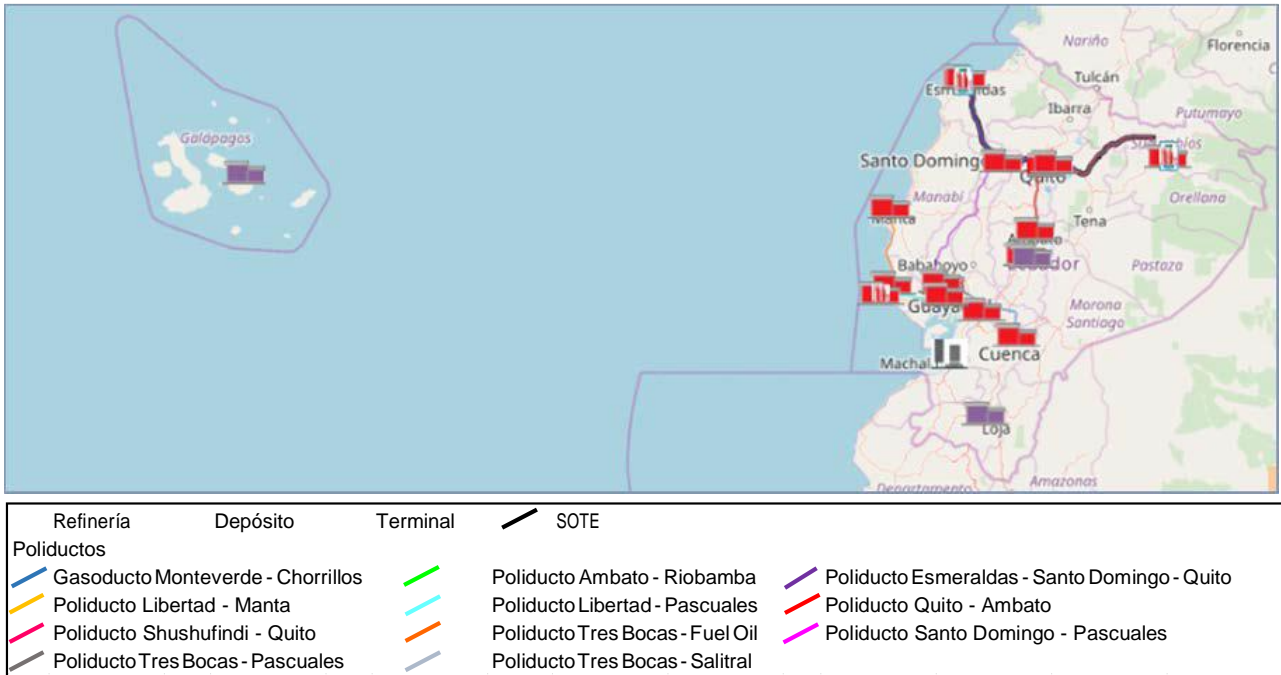 Nariño
Florencia
Tulcán
Ibarra
Putumayo
Galápagos
Santo Doming
Quito
Manabí
Orellana
Tena
Manta
Babahoyo
Pastaza
Guaya
Morona
Santiago
Machal
Cuenca
Loja
Amazonas
Departamento
Refinería Depósito Terminal SOTE
Poliductos
Gasoducto Monteverde - Chorrillos Poliducto Ambato - Riobamba Poliducto Esmeraldas - Santo Domingo - Quito
Poliducto Libertad - Manta Poliducto Libertad - Pascuales Poliducto Quito - Ambato
Poliducto Shushufindi - Quito Poliducto Tres Bocas - Fuel Oil Poliducto Santo Domingo - Pascuales
Poliducto Tres Bocas - Pascuales Poliducto Tres Bocas - Salitral